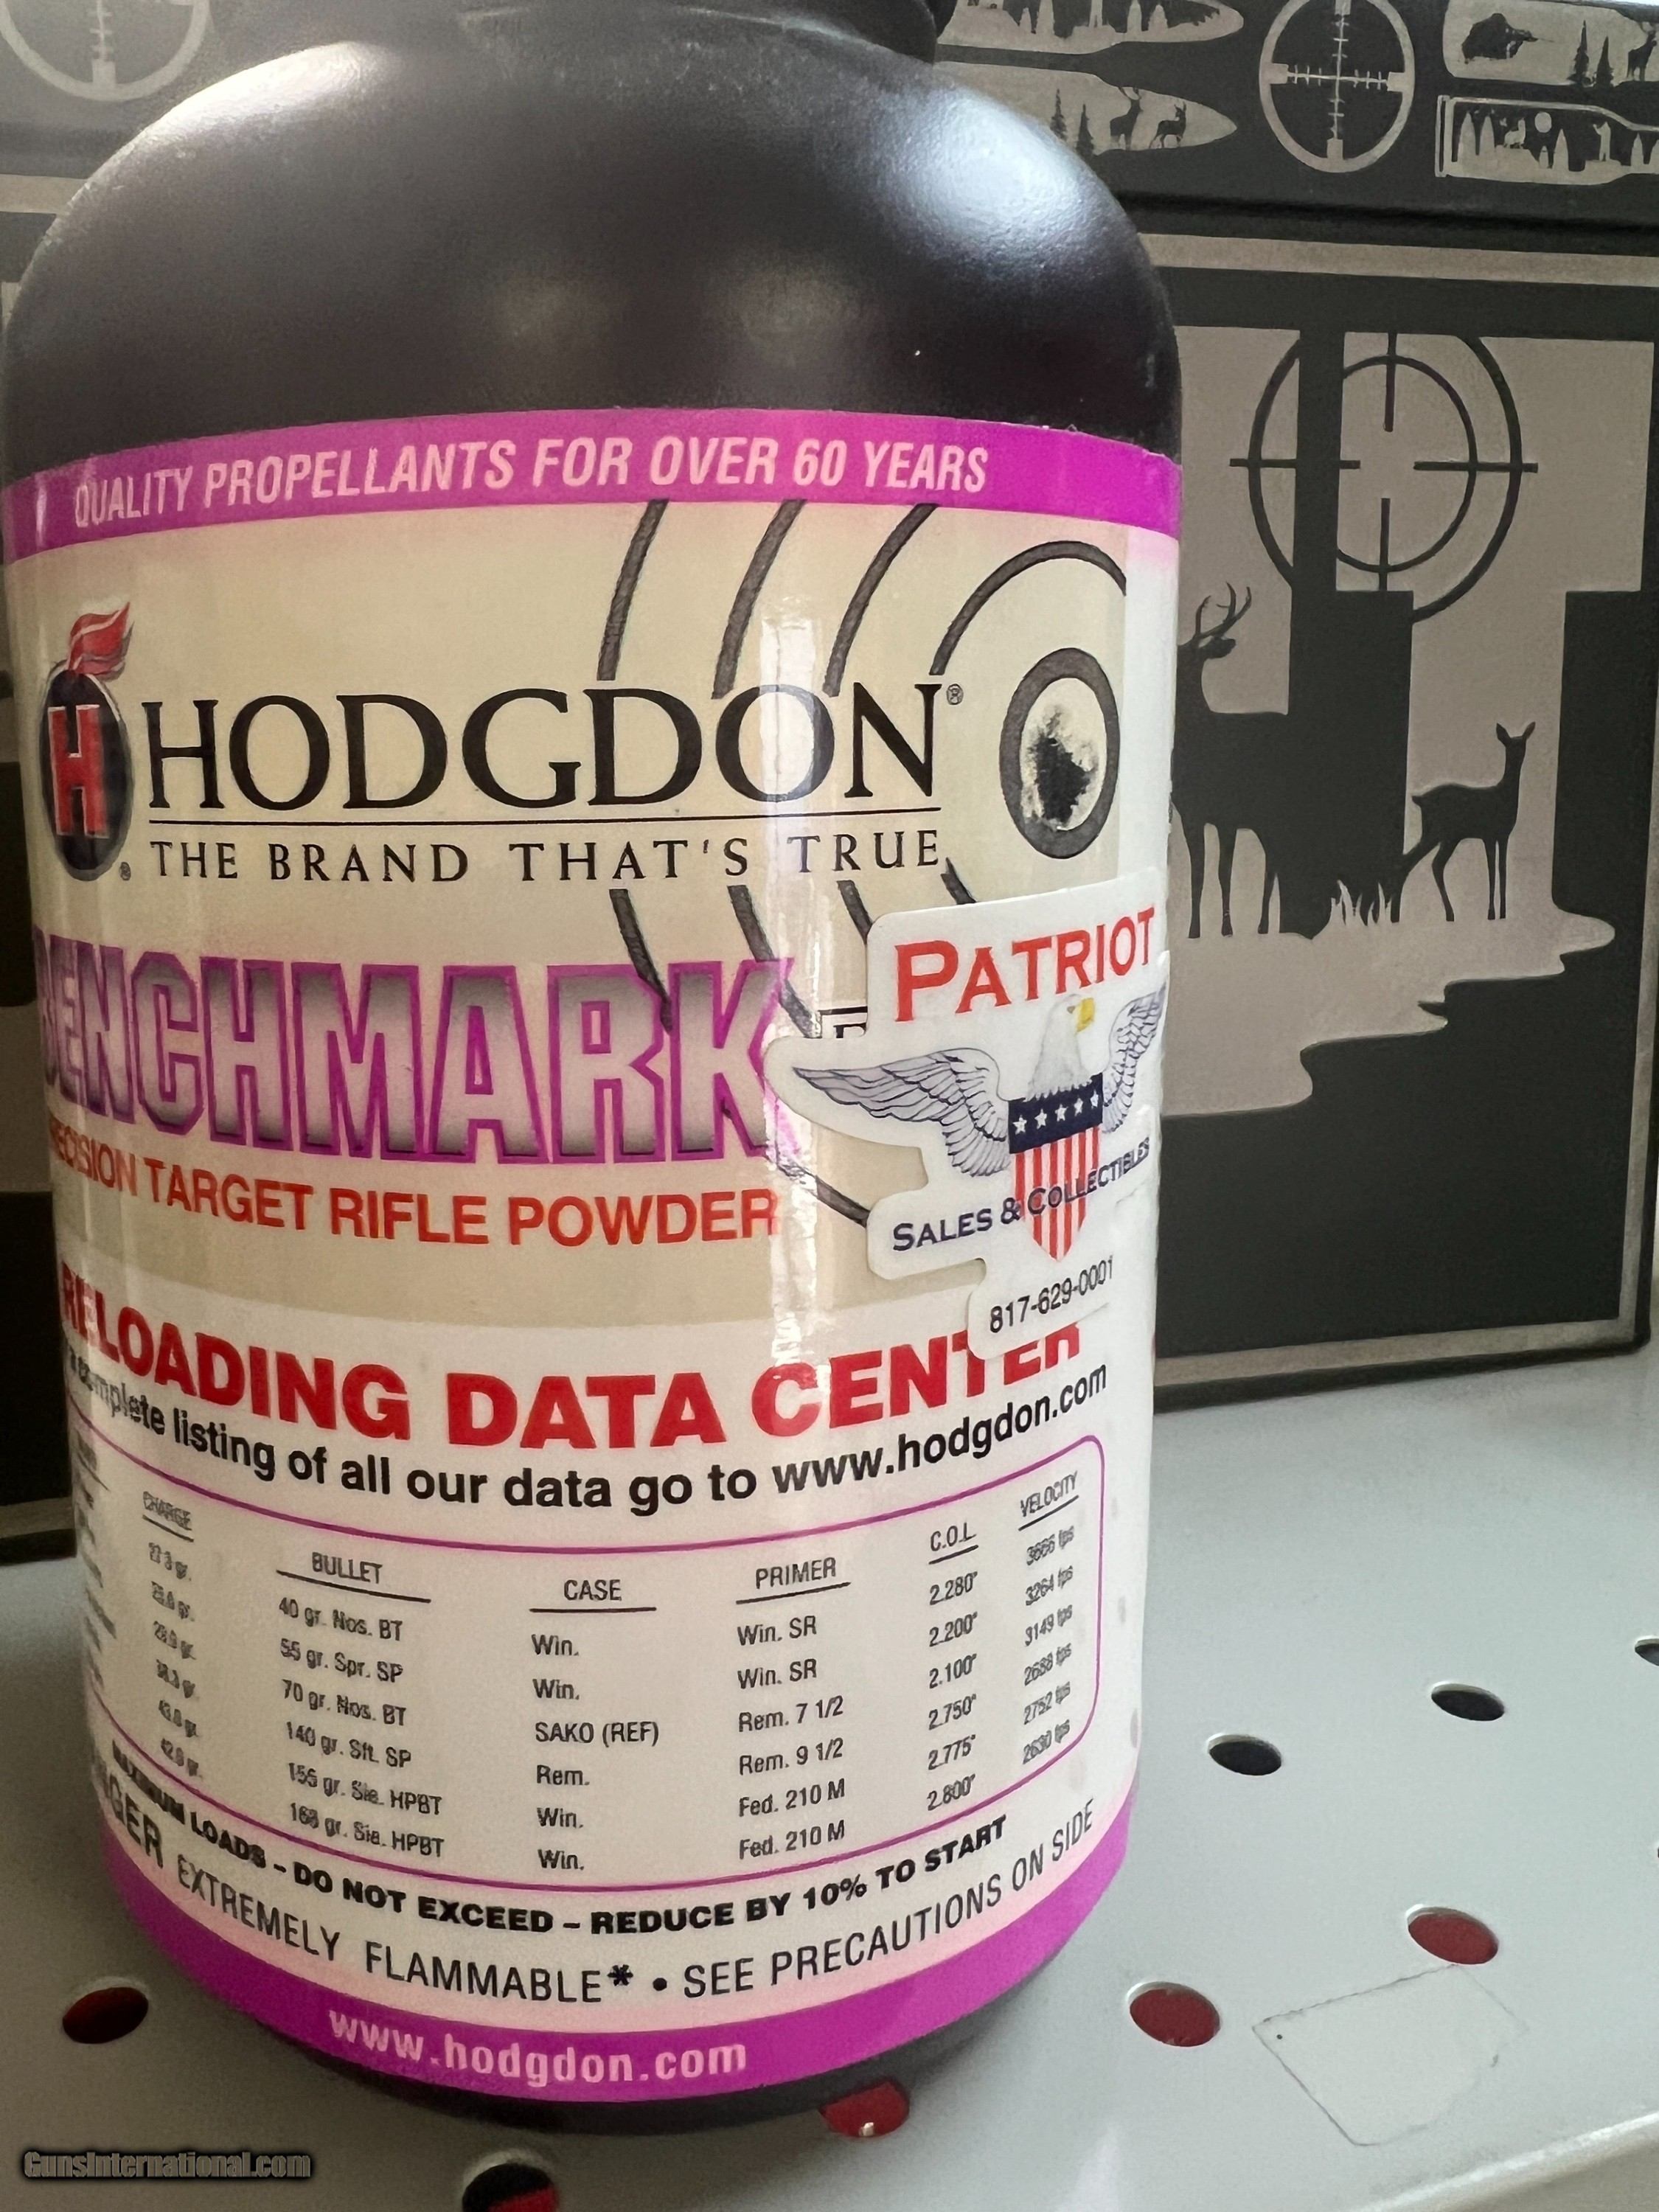 QUALITY PROPELLANTS FOR OVER 60 YEARS
H HODGDON®
® THE BRAND THAT'S TRUE
BENCHMARK
PATRIOT
SALES & COLLECTIBLES
817-629-0001
RECISION TARGET RIFLE POWDER
RELOADING DATA CENTER
complete listing of all our data go to www.hodgdon.com
CHARGE BULLET CASE PRIMER C.O.L VELOCITY
40 gr. Nos. BT Win. Win. SR 2.280" 3666 fps
55 gr. Spr. SP Win. Win. SR 2.200" 3264 fps
70 gr. Nos. BT SAKO (REF) Rem. 7 1/2 2.100" 3149 fps
140 gr. Sft. SP Rem. Rem. 9 1/2 2.750" 2688 fps
155 gr. Sie. HPBT Win. Fed. 210 M 2.775" 2752 fps
168 gr. Sie. HPBT Win. Fed. 210 M 2.800" 2630 fps
MAXIMUM LOADS – DO NOT EXCEED – REDUCE BY 10% TO START
NGER EXTREMELY FLAMMABLE* • SEE PRECAUTIONS ON SIDE
www.hodgdon.com
GunsInternational.com